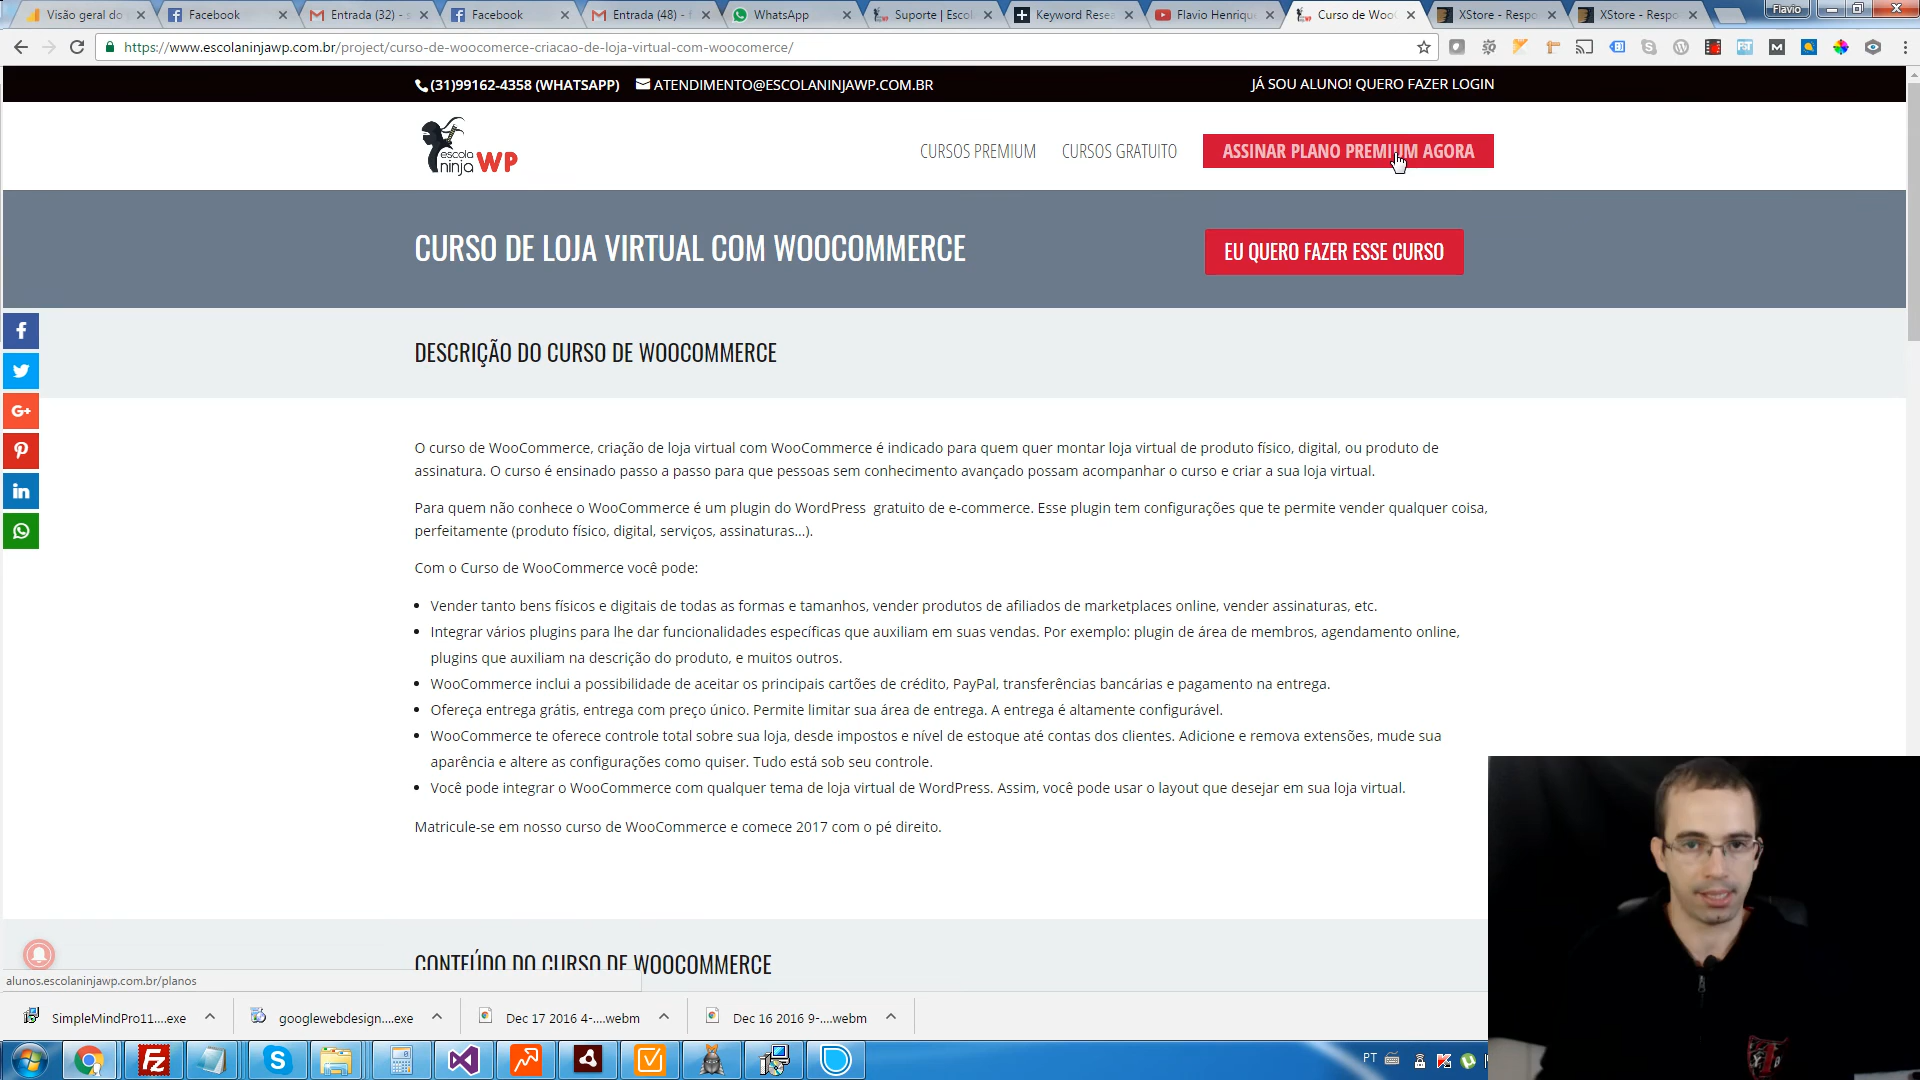 Visão geral do
Facebook
Entrada (32) - s
Facebook
Entrada (48) - f
WhatsApp
Suporte | Escol
Keyword Resea
Flavio Henrique
Curso de WooC
XStore - Respo
XStore - Respo
Flavio
https://www.escolaninjawp.com.br/project/curso-de-woocomerce-criacao-de-loja-virtual-com-woocomerce/
(31)99162-4358 (WHATSAPP) ATENDIMENTO@ESCOLANINJAWP.COM.BR JÁ SOU ALUNO! QUERO FAZER LOGIN
escola
ninja WP
CURSOS PREMIUM CURSOS GRATUITO ASSINAR PLANO PREMIUM AGORA
CURSO DE LOJA VIRTUAL COM WOOCOMMERCE EU QUERO FAZER ESSE CURSO
DESCRIÇÃO DO CURSO DE WOOCOMMERCE
O curso de WooCommerce, criação de loja virtual com WooCommerce é indicado para quem quer montar loja virtual de produto físico, digital, ou produto de
assinatura. O curso é ensinado passo a passo para que pessoas sem conhecimento avançado possam acompanhar o curso e criar a sua loja virtual.
Para quem não conhece o WooCommerce é um plugin do WordPress gratuito de e-commerce. Esse plugin tem configurações que te permite vender qualquer coisa,
perfeitamente (produto físico, digital, serviços, assinaturas...).
Com o Curso de WooCommerce você pode:
Vender tanto bens físicos e digitais de todas as formas e tamanhos, vender produtos de afiliados de marketplaces online, vender assinaturas, etc.
Integrar vários plugins para lhe dar funcionalidades específicas que auxiliam em suas vendas. Por exemplo: plugin de área de membros, agendamento online,
plugins que auxiliam na descrição do produto, e muitos outros.
WooCommerce inclui a possibilidade de aceitar os principais cartões de crédito, PayPal, transferências bancárias e pagamento na entrega.
Ofereça entrega grátis, entrega com preço único. Permite limitar sua área de entrega. A entrega é altamente configurável.
WooCommerce te oferece controle total sobre sua loja, desde impostos e nível de estoque até contas dos clientes. Adicione e remova extensões, mude sua
aparência e altere as configurações como quiser. Tudo está sob seu controle.
Você pode integrar o WooCommerce com qualquer tema de loja virtual de WordPress. Assim, você pode usar o layout que desejar em sua loja virtual.
Matricule-se em nosso curso de WooCommerce e comece 2017 com o pé direito.
CONTEÚDO DO CURSO DE WOOCOMMERCE
alunos.escolaninjawp.com.br/planos
SimpleMindPro11....exe
googlewebdesign....exe
Dec 17 2016 4-....webm
Dec 16 2016 9-....webm
PT